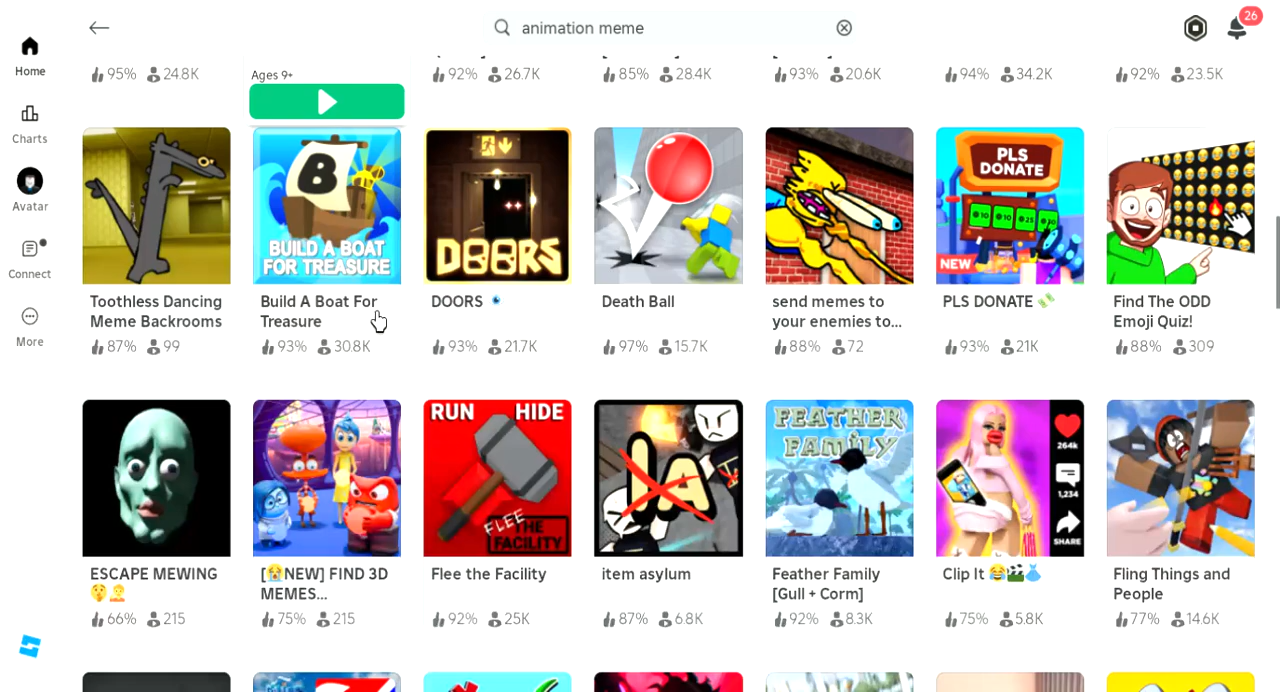 animation meme
26
Home
Charts
Avatar
Connect
More
95% 24.8K
Ages 9+
92% 26.7K
85% 28.4K
93% 20.6K
94% 34.2K
92% 23.5K
B
BUILD A BOAT
FOR TREASURE
DOORS
PLS
DONATE
NEW
Toothless Dancing
Meme Backrooms
87% 99
Build A Boat For
Treasure
93% 30.8K
DOORS
93% 21.7K
Death Ball
97% 15.7K
send memes to
your enemies to...
88% 72
PLS DONATE 💸
93% 21K
Find The ODD
Emoji Quiz!
88% 309
RUN HIDE
FLEE THE
FACILITY
IA
FEATHER
FAMILY
264k
1,234
SHARE
ESCAPE MEWING
🤫🧏
66% 215
[😭NEW] FIND 3D
MEMES...
75% 215
Flee the Facility
92% 25K
item asylum
87% 6.8K
Feather Family
[Gull + Corm]
92% 8.3K
Clip It 😂🎬👗
75% 5.8K
Fling Things and
People
77% 14.6K